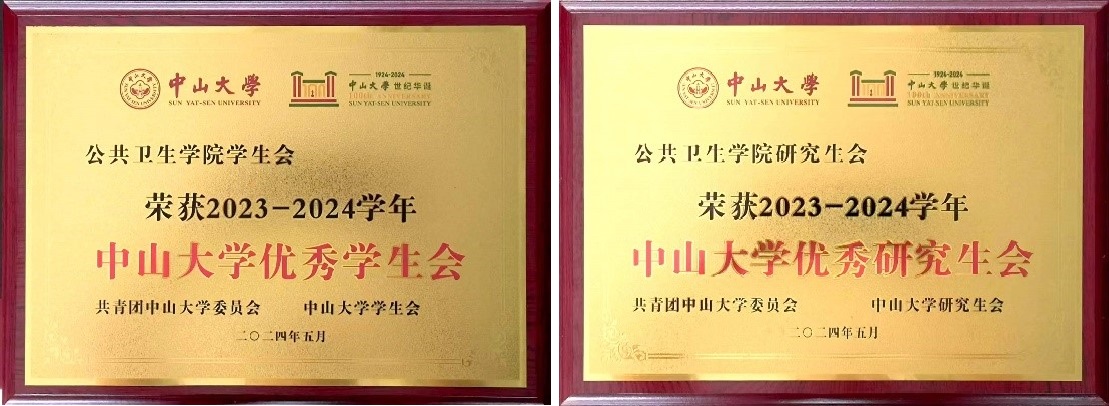 中山大學
SUN YAT-SEN UNIVERSITY
1924-2024
中山大學 世纪华诞
100th ANNIVERSARY
SUN YAT-SEN UNIVERSITY
公共卫生学院学生会
荣获2023-2024学年
中山大学优秀学生会
共青团中山大学委员会 中山大学学生会
二〇二四年五月
中山大學
SUN YAT-SEN UNIVERSITY
1924-2024
中山大學 世纪华诞
100th ANNIVERSARY
SUN YAT-SEN UNIVERSITY
公共卫生学院研究生会
荣获2023-2024学年
中山大学优秀研究生会
共青团中山大学委员会 中山大学研究生会
二〇二四年五月